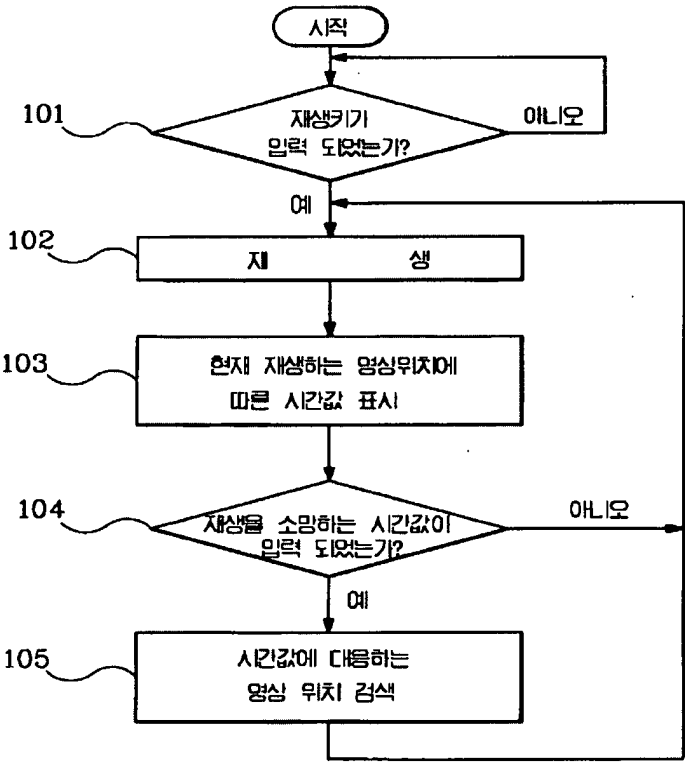 시작
101
재생키가
입력 되었는가?
아니오
예
102
재 생
103
현재 재생하는 영상위치에
따른 시간값 표시
104
재생을 소망하는 시간값이
입력 되었는가?
아니오
예
105
시간값에 대응하는
영상 위치 검색